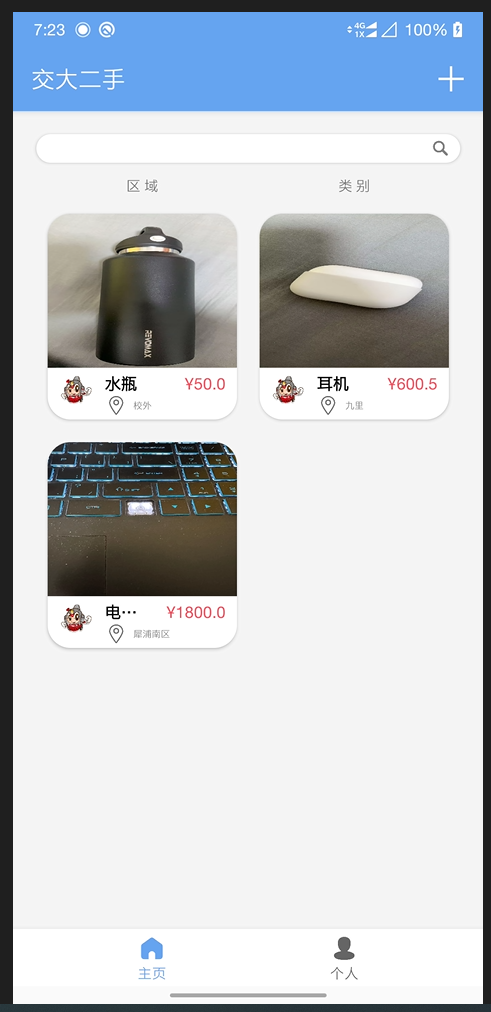 7:23 4G 1X 100%
交大二手
区 域 类 别
REVOMAX
水瓶 ¥50.0
校外
耳机 ¥600.5
九里
电… ¥1800.0
犀浦南区
主页 个人